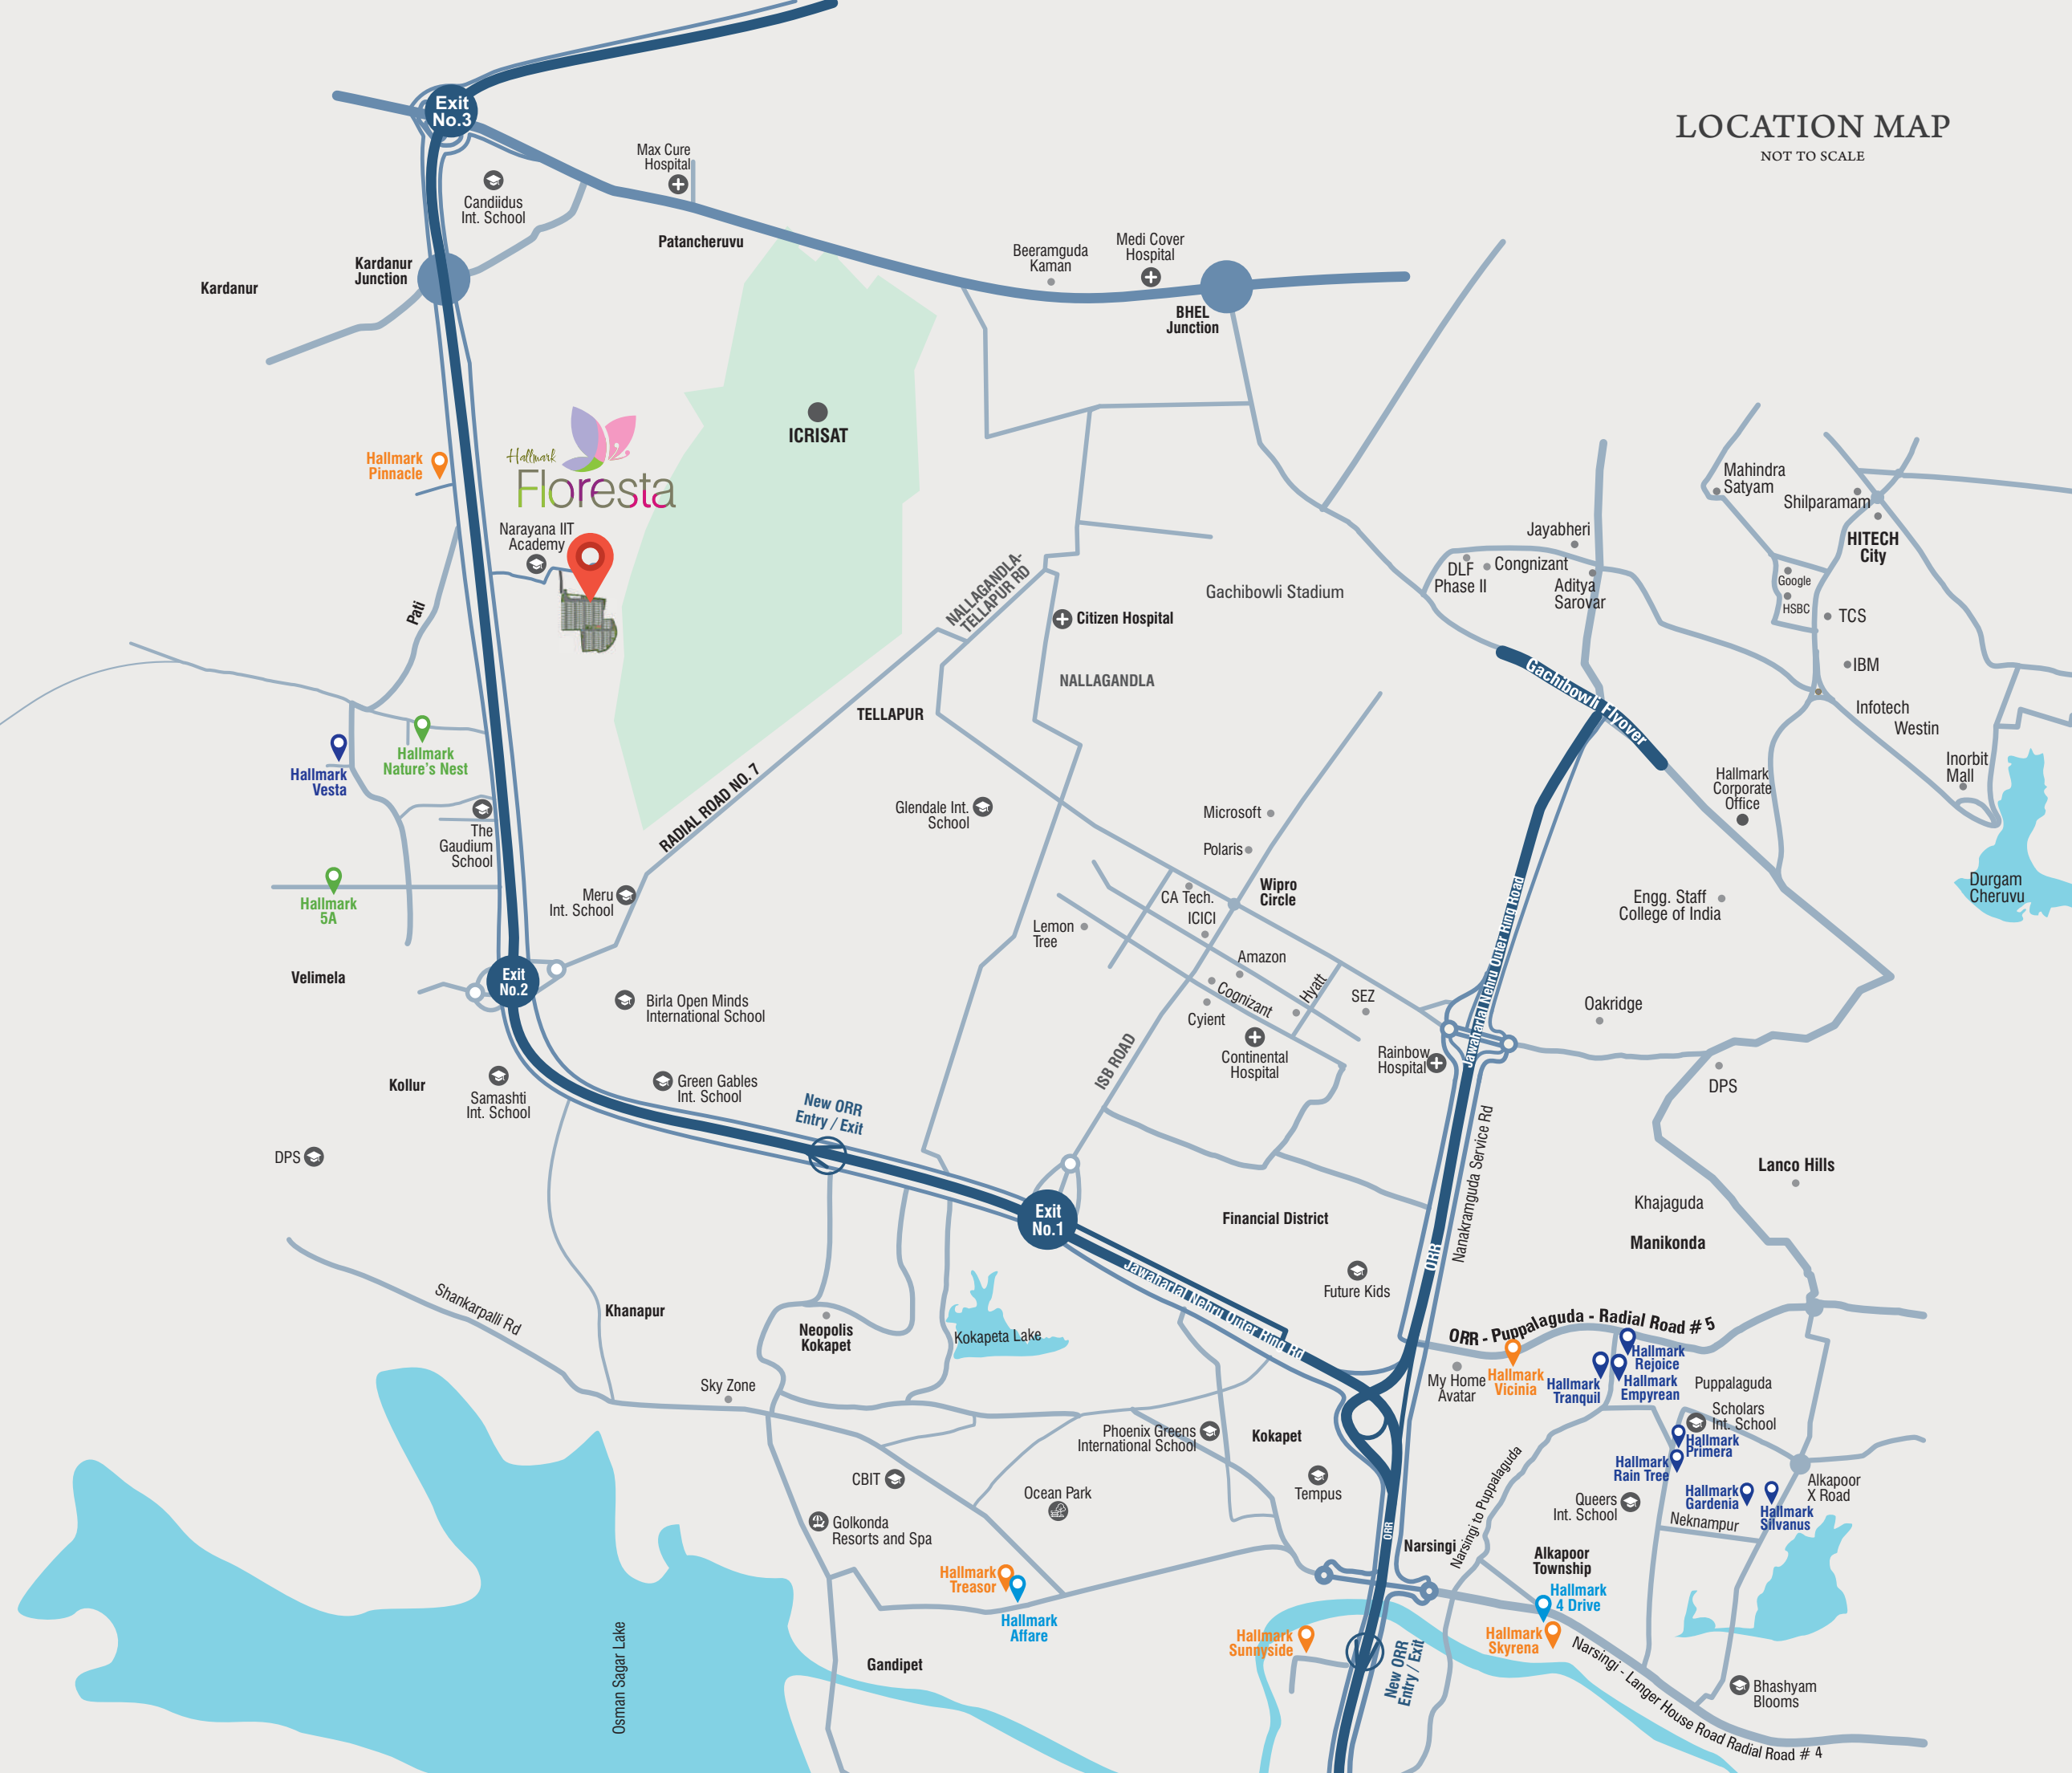 LOCATION MAP
NOT TO SCALE
Exit
No.3
Candiidus
Int. School
Max Cure
Hospital
Patancheruvu
Kardanur
Junction
Kardanur
Beeramguda
Kaman
Medi Cover
Hospital
BHEL
Junction
ICRISAT
Hallmark
Pinnacle
Hallmark
Floresta
Narayana IIT
Academy
Pati
NALLAGANDLA-
TELLAPUR RD
Citizen Hospital
NALLAGANDLA
TELLAPUR
RADIAL ROAD NO. 7
Gachibowli Stadium
Jayabheri
DLF
Phase II
Congnizant
Aditya
Sarovar
Mahindra
Satyam
Shilparamam
HITECH
City
Google
HSBC
TCS
IBM
Infotech
Westin
Inorbit
Mall
Durgam
Cheruvu
Gachibowli Flyover
Hallmark
Corporate
Office
Engg. Staff
College of India
Oakridge
DPS
Lanco Hills
Khajaguda
Manikonda
Hallmark
Nature's Nest
Hallmark
Vesta
The
Gaudium
School
Hallmark
5A
Meru
Int. School
Velimela
Exit
No.2
Birla Open Minds
International School
Kollur
Samashti
Int. School
Green Gables
Int. School
DPS
New ORR
Entry / Exit
Glendale Int.
School
Microsoft
Polaris
Wipro
Circle
CA Tech.
ICICI
Lemon
Tree
Amazon
Cognizant
Cyient
Hyatt
SEZ
Continental
Hospital
Rainbow
Hospital
ISB ROAD
Jawaharlal Nehru Outer Ring Road
Nanakramguda Service Rd
ORR
Exit
No.1
Financial District
Future Kids
Jawaharlal Nehru Outer Ring Rd
Shankarpalli Rd
Khanapur
Neopolis
Kokapet
Kokapeta Lake
Sky Zone
ORR - Puppalaguda - Radial Road # 5
My Home
Avatar
Hallmark
Vicinia
Hallmark
Rejoice
Hallmark
Tranquil
Hallmark
Empyrean
Puppalaguda
Scholars
Int. School
Hallmark
Primera
Hallmark
Rain Tree
Hallmark
Gardenia
Hallmark
Silvanus
Alkapoor
X Road
Queers
Int. School
Neknampur
Phoenix Greens
International School
Kokapet
Tempus
CBIT
Ocean Park
Golkonda
Resorts and Spa
Hallmark
Treasor
Hallmark
Affare
ORR
Narsingi
Narsingi to Puppalaguda
Alkapoor
Township
Hallmark
4 Drive
Hallmark
Skyrena
Hallmark
Sunnyside
New ORR
Entry / Exit
Gandipet
Osman Sagar Lake
Narsingi - Langer House Road Radial Road # 4
Bhashyam
Blooms